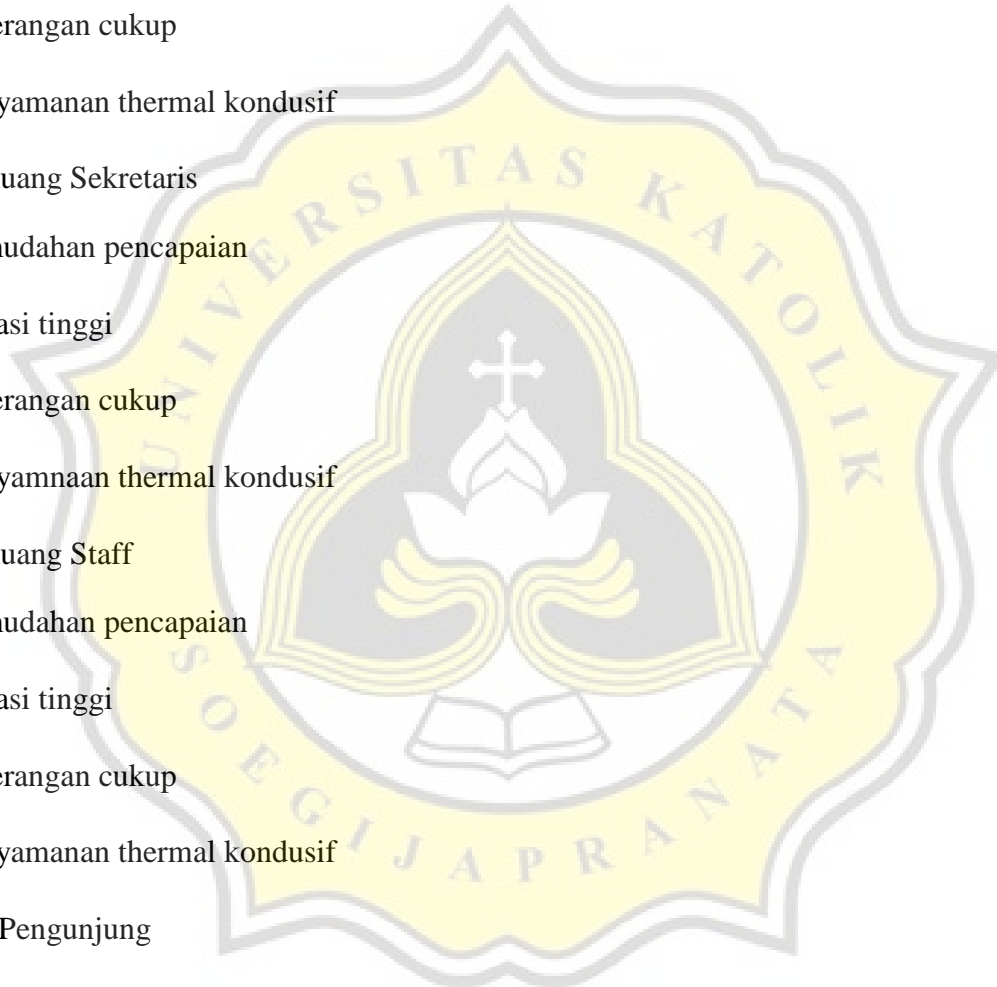 erangan cukup
yamanan thermal kondusif
uang Sekretaris
udahan pencapaian
asi tinggi
erangan cukup
yamnaan thermal kondusif
uang Staff
udahan pencapaian
asi tinggi
erangan cukup
yamanan thermal kondusif
Pengunjung
UNIVERSITAS KATOLIK
SOEGIJAPRANATA